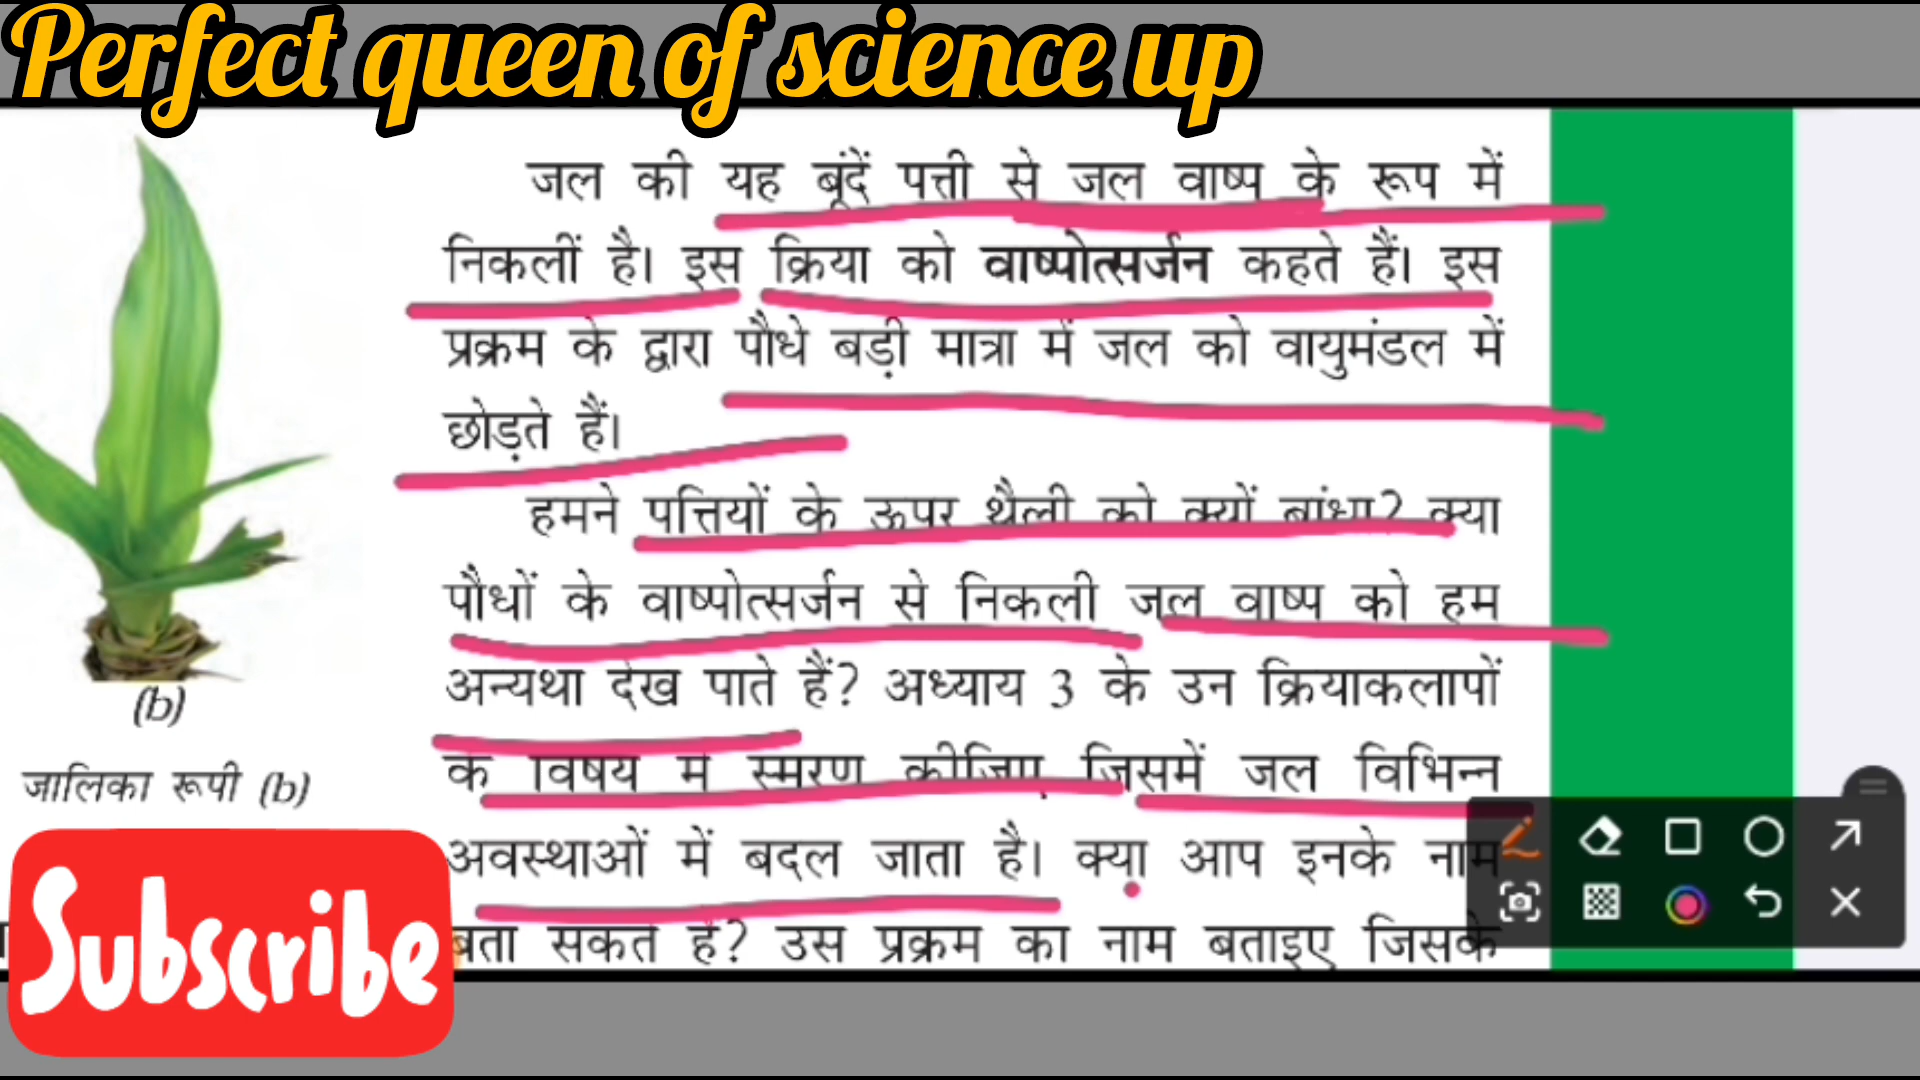 Perfect queen of science up
जल की यह बूंदें पत्ती से जल वाष्प के रूप में
निकलीं है। इस क्रिया को वाष्पोत्सर्जन कहते हैं। इस
प्रक्रम के द्वारा पौधे बड़ी मात्रा में जल को वायुमंडल में
छोड़ते हैं।
हमने पत्तियों के ऊपर थैली को क्यों बांधा? क्या
पौधों के वाष्पोत्सर्जन से निकली जल वाष्प को हम
अन्यथा देख पाते हैं? अध्याय 3 के उन क्रियाकलापों
के विषय में स्मरण कीजिए जिसमें जल विभिन्न
अवस्थाओं में बदल जाता है। क्या आप इनके नाम
बता सकते हैं? उस प्रक्रम का नाम बताइए जिसके
(b)
जालिका रूपी (b)
Subscribe